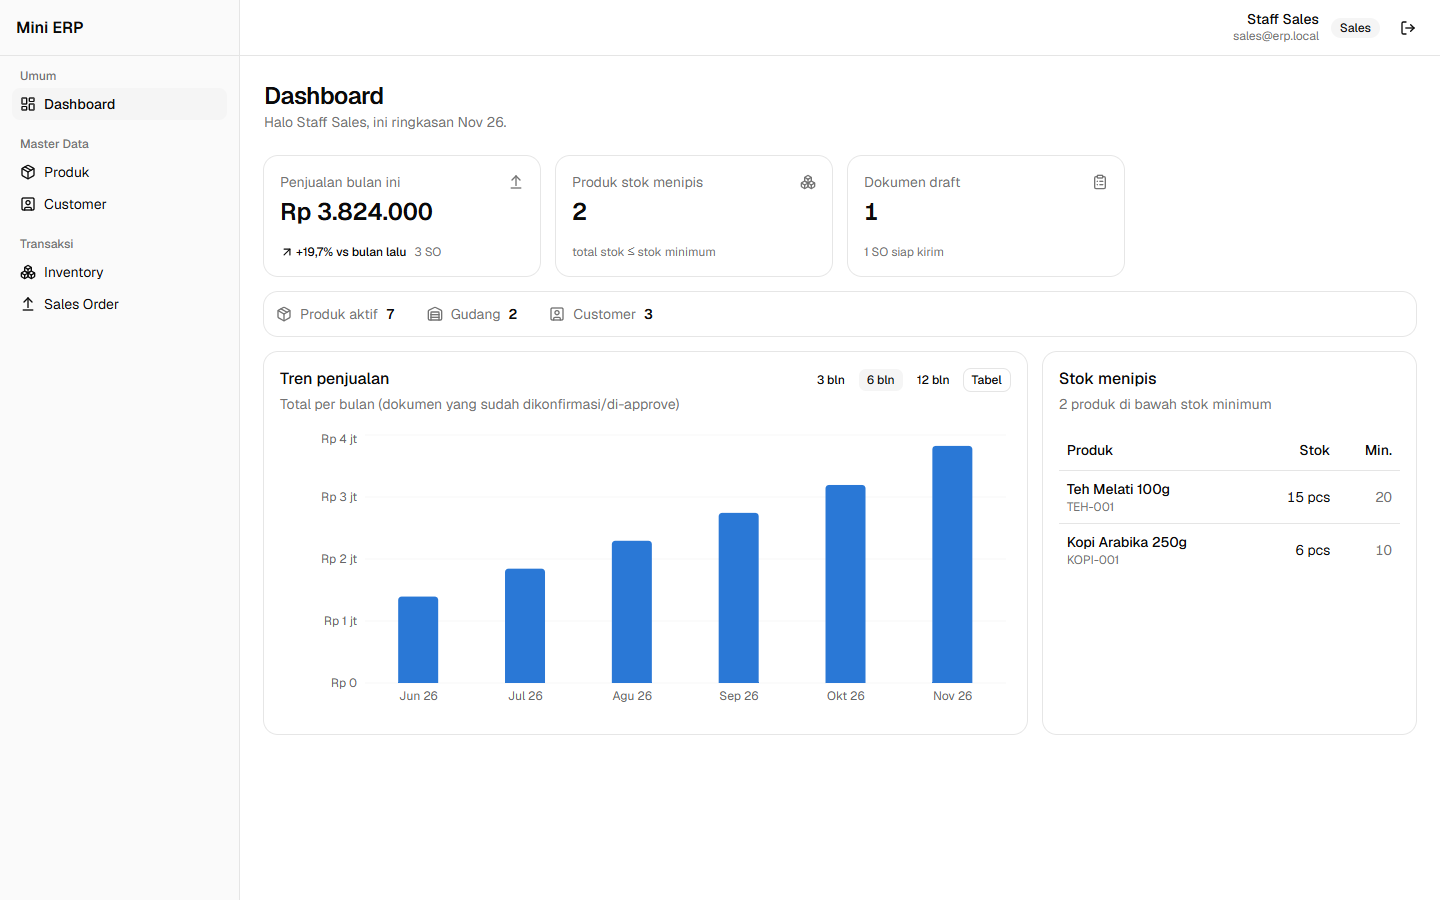 Mini ERP
Staff Sales
sales@erp.local
Sales
Umum
Dashboard
Master Data
Produk
Customer
Transaksi
Inventory
Sales Order
Dashboard
Halo Staff Sales, ini ringkasan Nov 26.
Penjualan bulan ini
Rp 3.824.000
+19,7% vs bulan lalu 3 SO
Produk stok menipis
2
total stok ≤ stok minimum
Dokumen draft
1
1 SO siap kirim
Produk aktif 7
Gudang 2
Customer 3
Tren penjualan
3 bln 6 bln 12 bln Tabel
Total per bulan (dokumen yang sudah dikonfirmasi/di-approve)
Rp 4 jt
Rp 3 jt
Rp 2 jt
Rp 1 jt
Rp 0
Jun 26 Jul 26 Agu 26 Sep 26 Okt 26 Nov 26
Stok menipis
2 produk di bawah stok minimum
Produk Stok Min.
Teh Melati 100g
TEH-001
15 pcs 20
Kopi Arabika 250g
KOPI-001
6 pcs 10